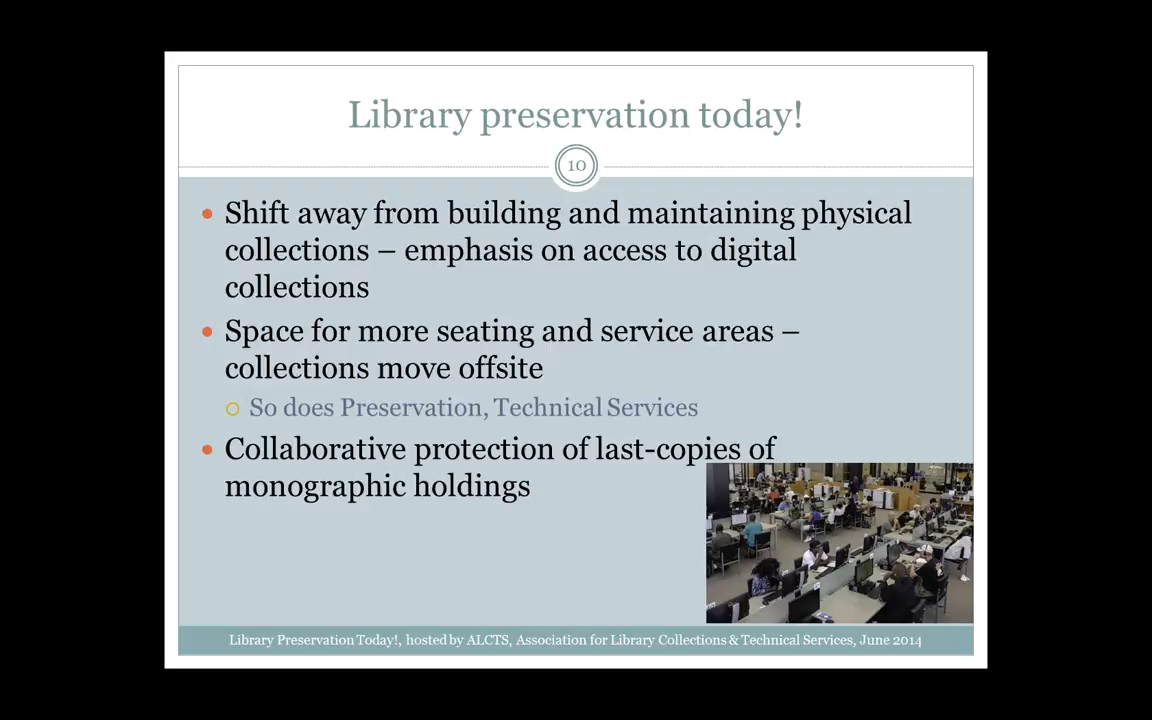 Library preservation today!
10
• Shift away from building and maintaining physical
collections – emphasis on access to digital
collections
• Space for more seating and service areas –
collections move offsite
○ So does Preservation, Technical Services
• Collaborative protection of last-copies of
monographic holdings
Library Preservation Today!, hosted by ALCTS, Association for Library Collections & Technical Services, June 2014